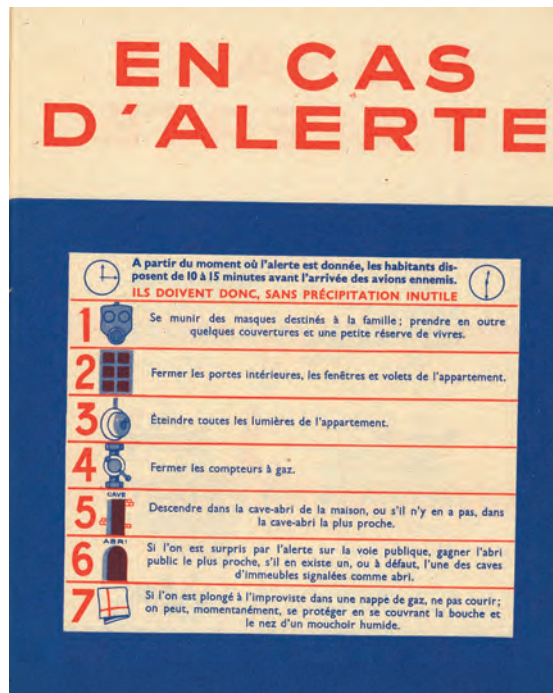 EN CAS
D'ALERTE
A partir du moment où l'alerte est donnée, les habitants dis-
posent de 10 à 15 minutes avant l'arrivée des avions ennemis.
ILS DOIVENT DONC, SANS PRÉCIPITATION INUTILE
1
Se munir des masques destinés à la famille ; prendre en outre
quelques couvertures et une petite réserve de vivres.
2
Fermer les portes intérieures, les fenêtres et volets de l'appartement.
3
Éteindre toutes les lumières de l'appartement.
4
Fermer les compteurs à gaz.
5
CAVE
Descendre dans la cave-abri de la maison, ou s'il n'y en a pas, dans
la cave-abri la plus proche.
6
ABRI
Si l'on est surpris par l'alerte sur la voie publique, gagner l'abri
public le plus proche, s'il en existe un, ou à défaut, l'une des caves
d'immeubles signalées comme abri.
7
Si l'on est plongé à l'improviste dans une nappe de gaz, ne pas courir ;
on peut, momentanément, se protéger en se couvrant la bouche et
le nez d'un mouchoir humide.